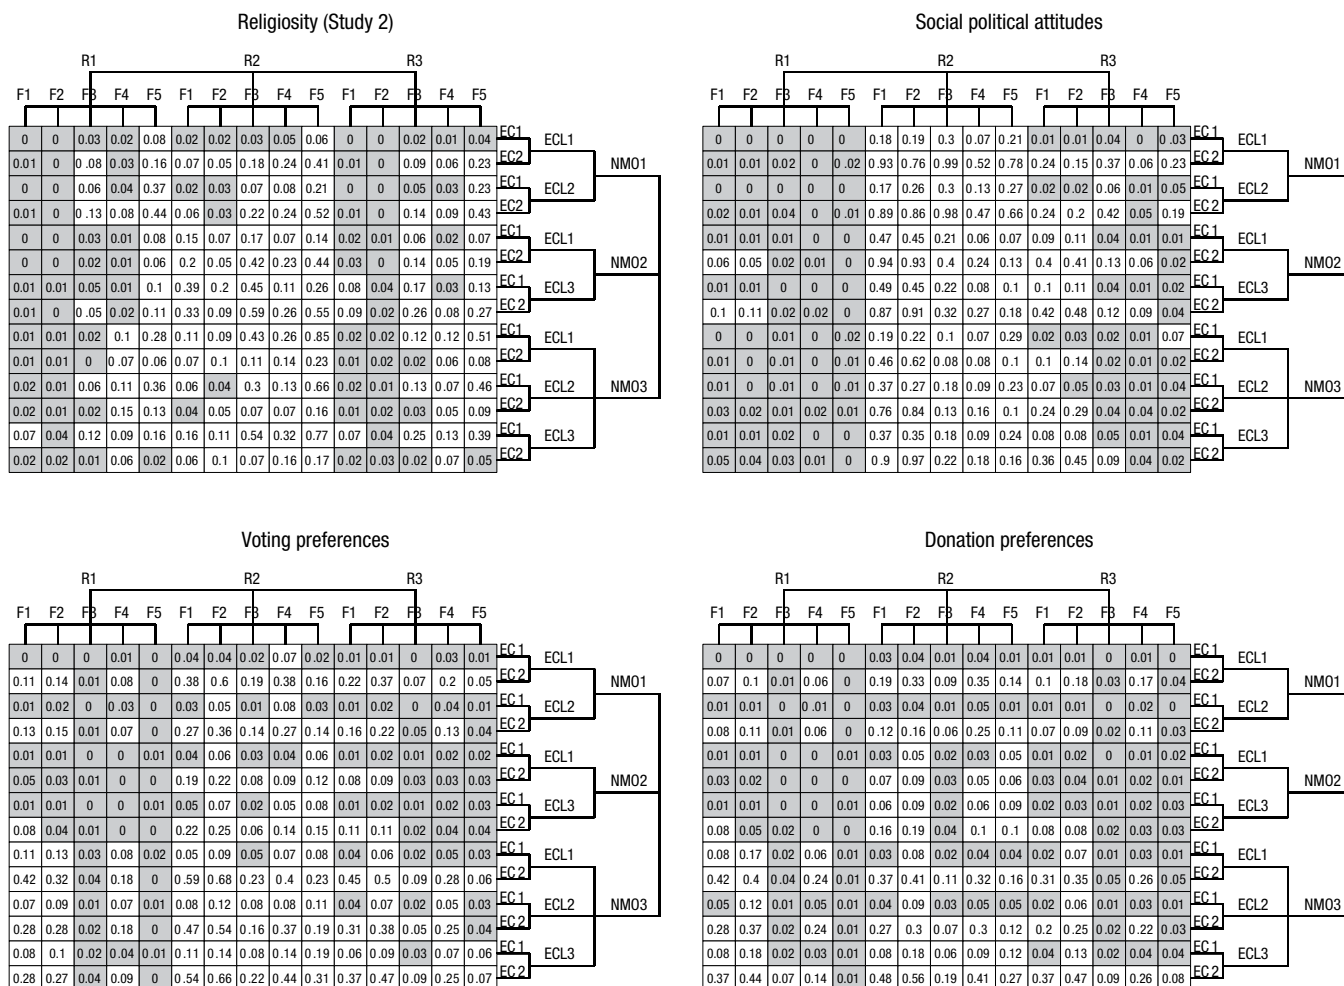 Religiosity (Study 2)
R1 R2 R3
F1 F2 F3 F4 F5 F1 F2 F3 F4 F5 F1 F2 F3 F4 F5
0 0 0.03 0.02 0.08 0.02 0.02 0.03 0.05 0.06 0 0 0.02 0.01 0.04 EC1 ECL1
0.01 0 0.08 0.03 0.16 0.07 0.05 0.18 0.24 0.41 0.01 0 0.09 0.06 0.23 EC2 NMO1
0 0 0.06 0.04 0.37 0.02 0.03 0.07 0.08 0.21 0 0 0.05 0.03 0.23 EC1 ECL2
0.01 0 0.13 0.08 0.44 0.06 0.03 0.22 0.24 0.52 0.01 0 0.14 0.09 0.43 EC2
0 0 0.03 0.01 0.08 0.15 0.07 0.17 0.07 0.14 0.02 0.01 0.06 0.02 0.07 EC1 ECL1
0 0 0.02 0.01 0.06 0.2 0.05 0.42 0.23 0.44 0.03 0 0.14 0.05 0.19 EC2 NMO2
0.01 0.01 0.05 0.01 0.1 0.39 0.2 0.45 0.11 0.26 0.08 0.04 0.17 0.03 0.13 EC1 ECL3
0.01 0 0.05 0.02 0.11 0.33 0.09 0.59 0.26 0.55 0.09 0.02 0.26 0.08 0.27 EC2
0.01 0.01 0.02 0.1 0.28 0.11 0.09 0.43 0.26 0.85 0.02 0.02 0.12 0.12 0.51 EC1 ECL1
0.01 0.01 0 0.07 0.06 0.07 0.1 0.11 0.14 0.23 0.01 0.02 0.02 0.06 0.08 EC2
0.02 0.01 0.06 0.11 0.36 0.06 0.04 0.3 0.13 0.66 0.02 0.01 0.13 0.07 0.46 EC1 ECL2 NMO3
0.02 0.01 0.02 0.15 0.13 0.04 0.05 0.07 0.07 0.16 0.01 0.02 0.03 0.05 0.09 EC2
0.07 0.04 0.12 0.09 0.16 0.16 0.11 0.54 0.32 0.77 0.07 0.04 0.25 0.13 0.39 EC1 ECL3
0.02 0.02 0.01 0.06 0.02 0.06 0.1 0.07 0.16 0.17 0.02 0.03 0.02 0.07 0.05 EC2
Social political attitudes
R1 R2 R3
F1 F2 F3 F4 F5 F1 F2 F3 F4 F5 F1 F2 F3 F4 F5
0 0 0 0 0 0.18 0.19 0.3 0.07 0.21 0.01 0.01 0.04 0 0.03 EC1 ECL1
0.01 0.01 0.02 0 0.02 0.93 0.76 0.99 0.52 0.78 0.24 0.15 0.37 0.06 0.23 EC2 NMO1
0 0 0 0 0 0.17 0.26 0.3 0.13 0.27 0.02 0.02 0.06 0.01 0.05 EC1 ECL2
0.02 0.01 0.04 0 0.01 0.89 0.86 0.98 0.47 0.66 0.24 0.2 0.42 0.05 0.19 EC2
0.01 0.01 0.01 0 0 0.47 0.45 0.21 0.06 0.07 0.09 0.11 0.04 0.01 0.01 EC1 ECL1
0.06 0.05 0.02 0.01 0 0.94 0.93 0.4 0.24 0.13 0.4 0.41 0.13 0.06 0.02 EC2 NMO2
0.01 0.01 0 0 0 0.49 0.45 0.22 0.08 0.1 0.1 0.11 0.04 0.01 0.02 EC1 ECL3
0.1 0.11 0.02 0.02 0 0.87 0.91 0.32 0.27 0.18 0.42 0.48 0.12 0.09 0.04 EC2
0 0 0.01 0 0.02 0.19 0.22 0.1 0.07 0.29 0.02 0.03 0.02 0.01 0.07 EC1 ECL1
0.01 0 0.01 0 0.01 0.46 0.62 0.08 0.08 0.1 0.1 0.14 0.02 0.01 0.02 EC2
0.01 0 0.01 0 0.01 0.37 0.27 0.18 0.09 0.23 0.07 0.05 0.03 0.01 0.04 EC1 ECL2 NMO3
0.03 0.02 0.01 0.02 0.01 0.76 0.84 0.13 0.16 0.1 0.24 0.29 0.04 0.04 0.02 EC2
0.01 0.01 0.02 0 0 0.37 0.35 0.18 0.09 0.24 0.08 0.08 0.05 0.01 0.04 EC1 ECL3
0.05 0.04 0.03 0.01 0 0.9 0.97 0.22 0.18 0.16 0.36 0.45 0.09 0.04 0.02 EC2
Voting preferences
R1 R2 R3
F1 F2 F3 F4 F5 F1 F2 F3 F4 F5 F1 F2 F3 F4 F5
0 0 0 0.01 0 0.04 0.04 0.02 0.07 0.02 0.01 0.01 0 0.03 0.01 EC1 ECL1
0.11 0.14 0.01 0.08 0 0.38 0.6 0.19 0.38 0.16 0.22 0.37 0.07 0.2 0.05 EC2 NMO1
0.01 0.02 0 0.03 0 0.03 0.05 0.01 0.08 0.03 0.01 0.02 0 0.04 0.01 EC1 ECL2
0.13 0.15 0.01 0.07 0 0.27 0.36 0.14 0.27 0.14 0.16 0.22 0.05 0.13 0.04 EC2
0.01 0.01 0 0 0.01 0.04 0.06 0.03 0.04 0.06 0.01 0.02 0.01 0.02 0.02 EC1 ECL1
0.05 0.03 0.01 0 0 0.19 0.22 0.08 0.09 0.12 0.08 0.09 0.03 0.03 0.03 EC2 NMO2
0.01 0.01 0 0 0.01 0.05 0.07 0.02 0.05 0.08 0.01 0.02 0.01 0.02 0.03 EC1 ECL3
0.08 0.04 0.01 0 0 0.22 0.25 0.06 0.14 0.15 0.11 0.11 0.02 0.04 0.04 EC2
0.11 0.13 0.03 0.08 0.02 0.05 0.09 0.05 0.07 0.08 0.04 0.06 0.02 0.05 0.03 EC1 ECL1
0.42 0.32 0.04 0.18 0 0.59 0.68 0.23 0.4 0.23 0.45 0.5 0.09 0.28 0.06 EC2
0.07 0.09 0.01 0.07 0.01 0.08 0.12 0.08 0.08 0.11 0.04 0.07 0.02 0.05 0.03 EC1 ECL2 NMO3
0.28 0.28 0.02 0.18 0 0.47 0.54 0.16 0.37 0.19 0.31 0.38 0.05 0.25 0.04 EC2
0.08 0.1 0.02 0.04 0.01 0.11 0.14 0.08 0.14 0.19 0.06 0.09 0.03 0.07 0.06 EC1 ECL3
0.28 0.27 0.04 0.09 0 0.54 0.66 0.22 0.44 0.31 0.37 0.47 0.09 0.25 0.07 EC2
Donation preferences
R1 R2 R3
F1 F2 F3 F4 F5 F1 F2 F3 F4 F5 F1 F2 F3 F4 F5
0 0 0 0 0 0.03 0.04 0.01 0.04 0.01 0.01 0.01 0 0.01 0 EC1 ECL1
0.07 0.1 0.01 0.06 0 0.19 0.33 0.09 0.35 0.14 0.1 0.18 0.03 0.17 0.04 EC2 NMO1
0.01 0.01 0 0.01 0 0.03 0.04 0.01 0.05 0.01 0.01 0.01 0 0.02 0 EC1 ECL2
0.08 0.11 0.01 0.06 0 0.12 0.16 0.06 0.25 0.11 0.07 0.09 0.02 0.11 0.03 EC2
0.01 0.01 0 0 0 0.03 0.05 0.02 0.03 0.05 0.01 0.01 0 0.01 0.02 EC1 ECL1
0.03 0.02 0 0 0 0.07 0.09 0.03 0.05 0.06 0.03 0.04 0.01 0.02 0.01 EC2 NMO2
0.01 0.01 0 0 0.01 0.06 0.09 0.02 0.06 0.09 0.02 0.03 0.01 0.02 0.03 EC1 ECL3
0.08 0.05 0.02 0 0 0.16 0.19 0.04 0.1 0.1 0.08 0.08 0.02 0.03 0.03 EC2
0.08 0.17 0.02 0.06 0.01 0.03 0.08 0.02 0.04 0.04 0.02 0.07 0.01 0.03 0.01 EC1 ECL1
0.42 0.4 0.04 0.24 0.01 0.37 0.41 0.11 0.32 0.16 0.31 0.35 0.05 0.26 0.05 EC2
0.05 0.12 0.01 0.05 0.01 0.04 0.09 0.03 0.05 0.05 0.02 0.06 0.01 0.03 0.01 EC1 ECL2 NMO3
0.28 0.37 0.02 0.24 0.01 0.27 0.3 0.07 0.3 0.12 0.2 0.25 0.02 0.22 0.03 EC2
0.08 0.18 0.02 0.03 0.01 0.08 0.18 0.06 0.09 0.12 0.04 0.13 0.02 0.04 0.04 EC1 ECL3
0.37 0.44 0.07 0.14 0.01 0.48 0.56 0.19 0.41 0.27 0.37 0.47 0.09 0.26 0.08 EC2